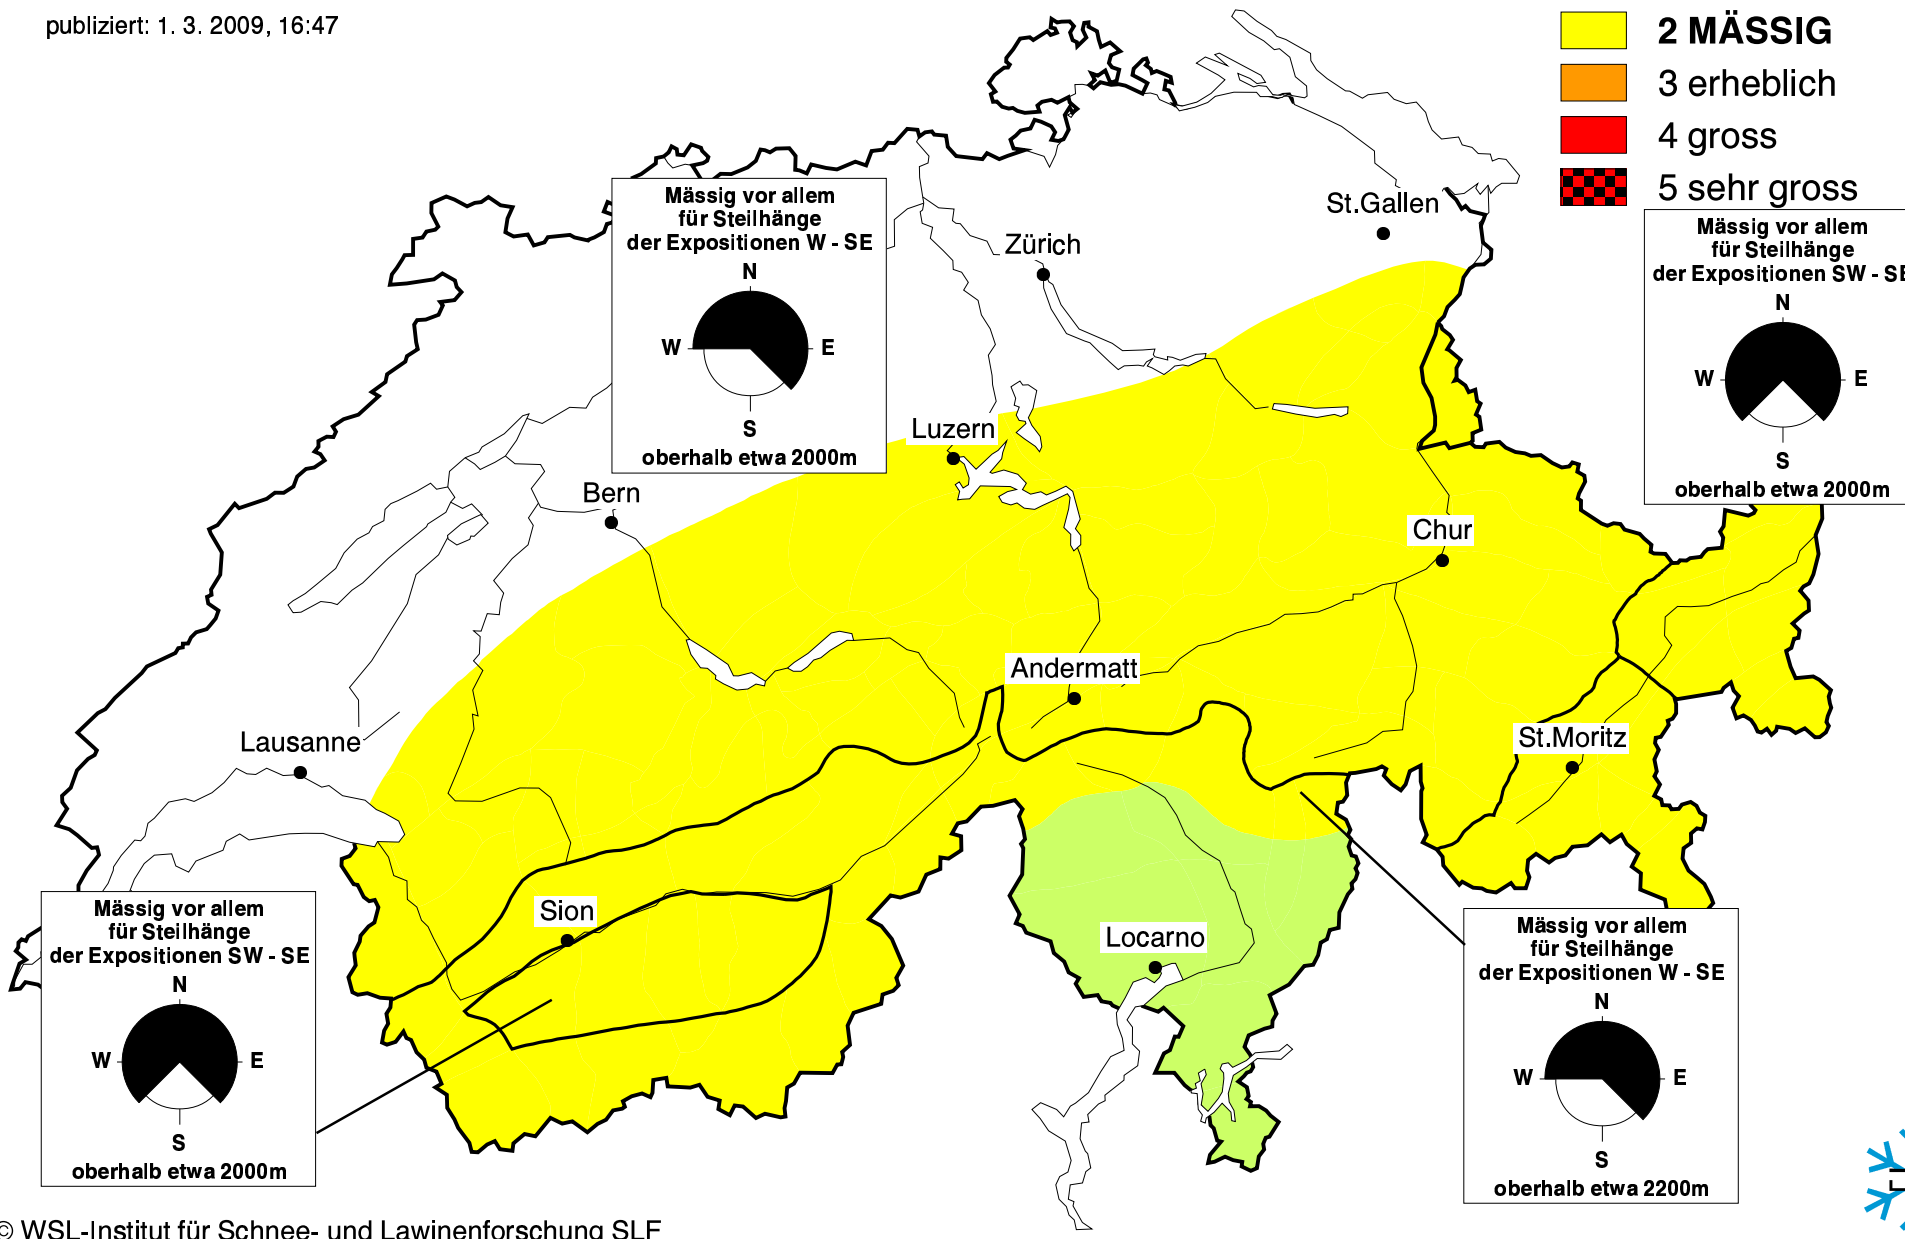 publiziert: 1. 3. 2009, 16:47
2 MÄSSIG
3 erheblich
4 gross
5 sehr gross
Mässig vor allem
für Steilhänge
der Expositionen W - SE
N
W
E
S
oberhalb etwa 2000m
Mässig vor allem
für Steilhänge
der Expositionen SW - SE
N
W
E
S
oberhalb etwa 2000m
St.Gallen
Zürich
Luzern
Bern
Chur
Andermatt
St.Moritz
Lausanne
Sion
Locarno
Mässig vor allem
für Steilhänge
der Expositionen SW - SE
N
W
E
S
oberhalb etwa 2000m
Mässig vor allem
für Steilhänge
der Expositionen W - SE
N
W
E
S
oberhalb etwa 2200m
© WSL-Institut für Schnee- und Lawinenforschung SLF